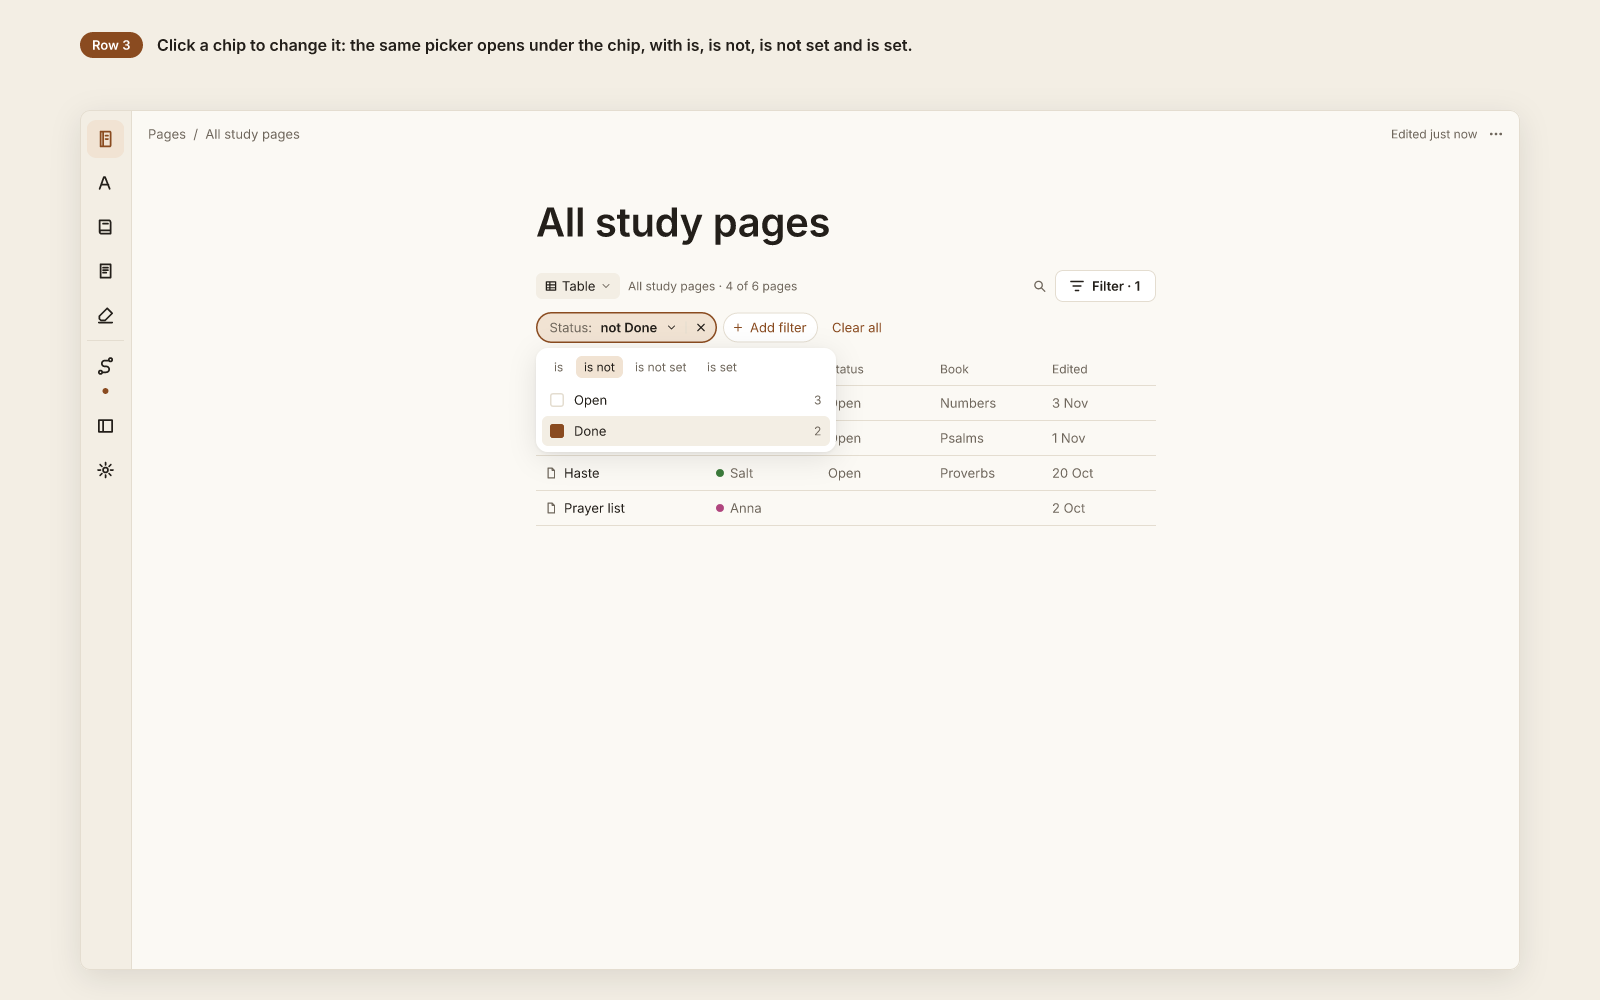 Row 3 Click a chip to change it: the same picker opens under the chip, with is, is not, is not set and is set.
Pages / All study pages Edited just now
All study pages
Table All study pages · 4 of 6 pages Filter · 1
Status: not Done + Add filter Clear all
is is not is not set is set
tatus Book Edited
Open 3
pen Numbers 3 Nov
Done 2
pen Psalms 1 Nov
Haste Salt Open Proverbs 20 Oct
Prayer list Anna 2 Oct